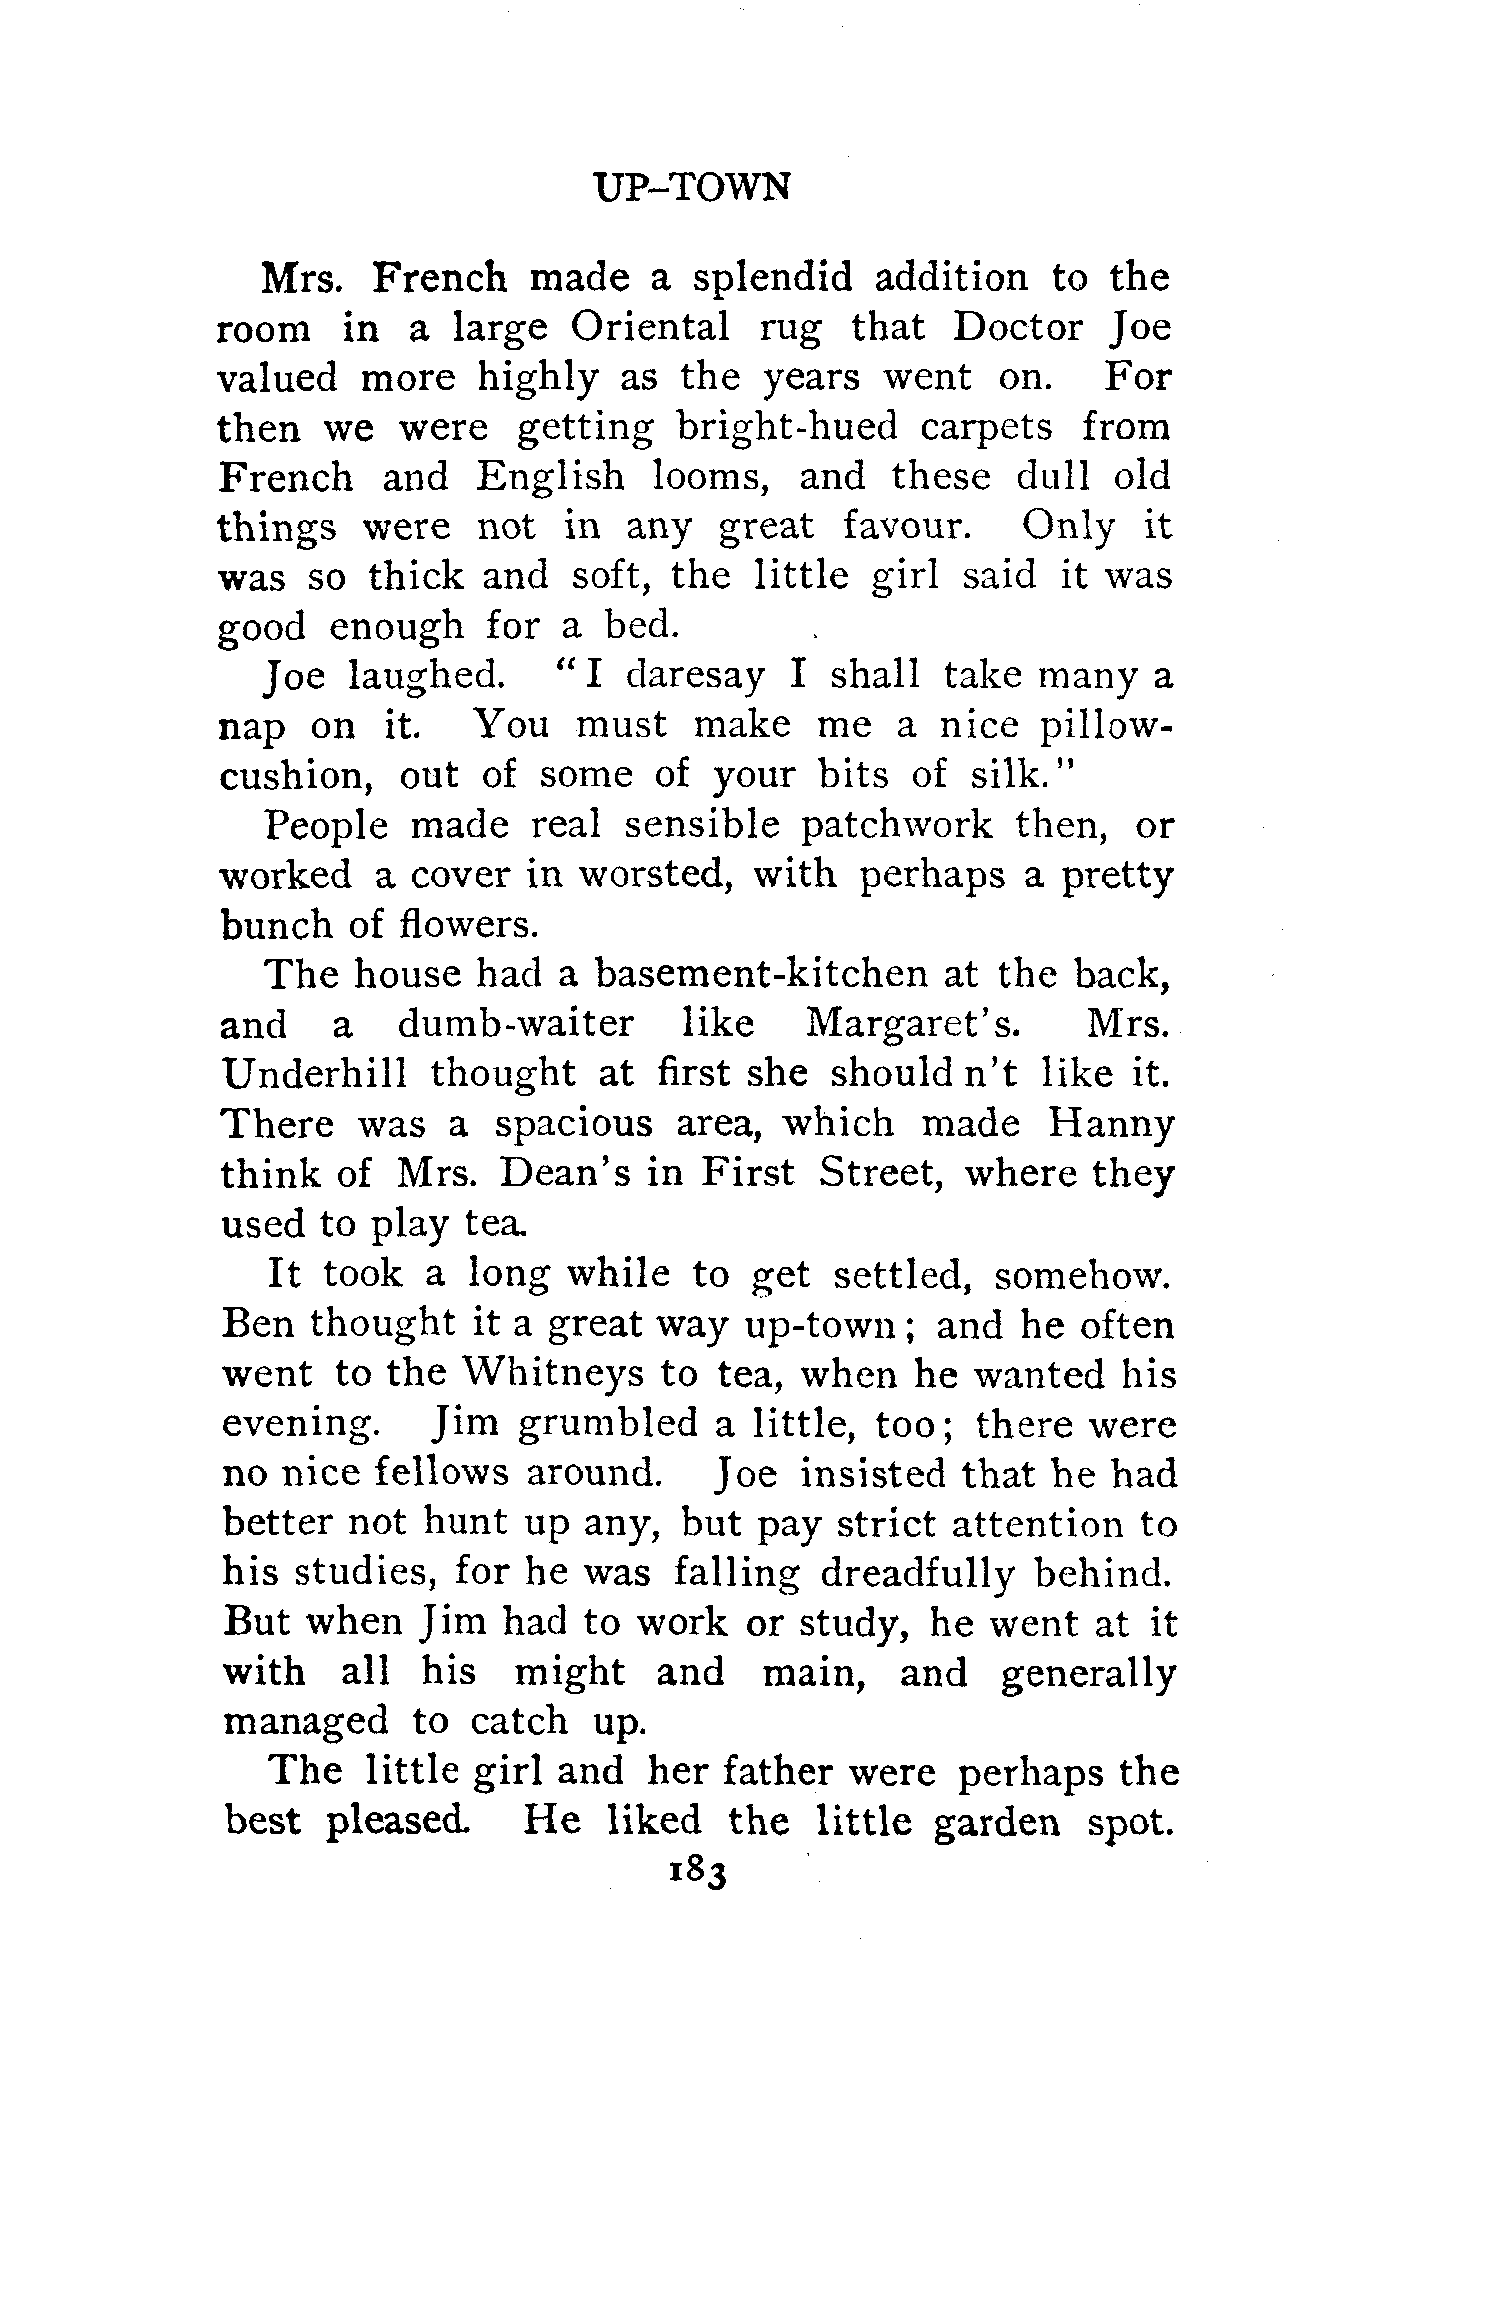 UP-TOWN
Mrs. French made a splendid addition to the
room in a large Oriental rug that Doctor Joe
valued more highly as the years went on. For
then we were getting bright-hued carpets from
French and English looms, and these dull old
things were not in any great favour. Only it
was so thick and soft, the little girl said it was
good enough for a bed.
Joe laughed. "I daresay I shall take many a
nap on it. You must make me a nice pillow-
cushion, out of some of your bits of silk."
People made real sensible patchwork then, or
worked a cover in worsted, with perhaps a pretty
bunch of flowers.
The house had a basement-kitchen at the back,
and a dumb-waiter like Margaret's. Mrs.
Underhill thought at first she should n't like it.
There was a spacious area, which made Hanny
think of Mrs. Dean's in First Street, where they
used to play tea.
It took a long while to get settled, somehow.
Ben thought it a great way up-town; and he often
went to the Whitneys to tea, when he wanted his
evening. Jim grumbled a little, too; there were
no nice fellows around. Joe insisted that he had
better not hunt up any, but pay strict attention to
his studies, for he was falling dreadfully behind.
But when Jim had to work or study, he went at it
with all his might and main, and generally
managed to catch up.
The little girl and her father were perhaps the
best pleased. He liked the little garden spot.
183